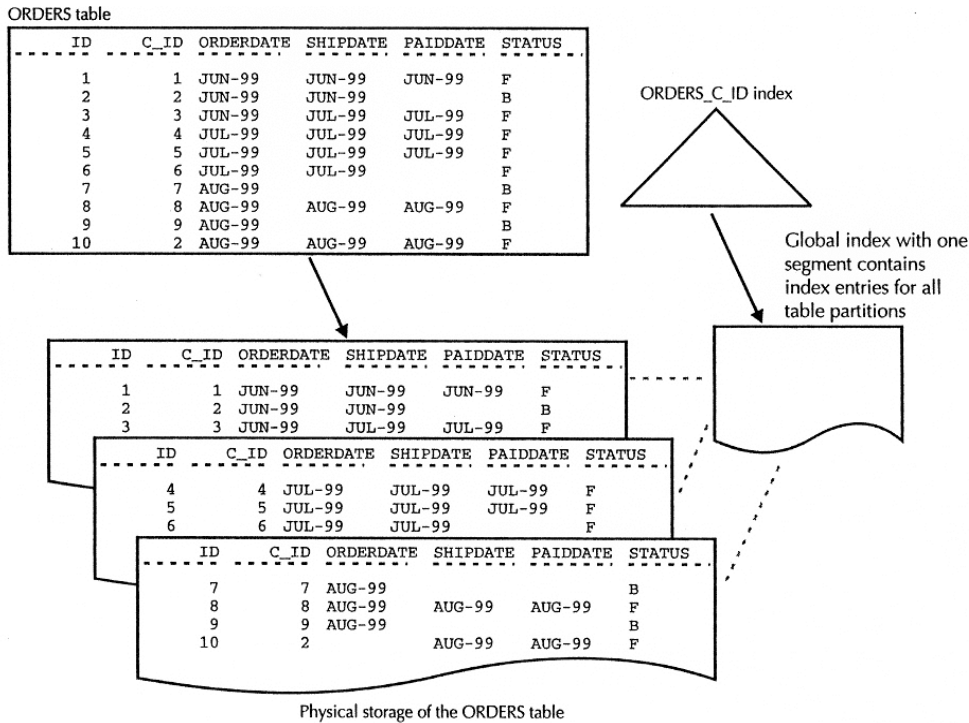 ORDERS table
ID C_ID ORDERDATE SHIPDATE PAIDDATE STATUS
1 1 JUN-99 JUN-99 JUN-99 F
2 2 JUN-99 JUN-99 B
3 3 JUN-99 JUL-99 JUL-99 F
4 4 JUL-99 JUL-99 JUL-99 F
5 5 JUL-99 JUL-99 JUL-99 F
6 6 JUL-99 JUL-99 F
7 7 AUG-99 B
8 8 AUG-99 AUG-99 AUG-99 F
9 9 AUG-99 B
10 2 AUG-99 AUG-99 AUG-99 F
ORDERS_C_ID index
Global index with one
segment contains
index entries for all
table partitions
ID C_ID ORDERDATE SHIPDATE PAIDDATE STATUS
1 1 JUN-99 JUN-99 JUN-99 F
2 2 JUN-99 JUN-99 B
3 3 JUN-99 JUL-99 JUL-99 F
ID C_ID ORDERDATE SHIPDATE PAIDDATE STATUS
4 4 JUL-99 JUL-99 JUL-99 F
5 5 JUL-99 JUL-99 JUL-99 F
6 6 JUL-99 JUL-99 F
ID C_ID ORDERDATE SHIPDATE PAIDDATE STATUS
7 7 AUG-99 B
8 8 AUG-99 AUG-99 AUG-99 F
9 9 AUG-99 B
10 2 AUG-99 AUG-99 F
Physical storage of the ORDERS table